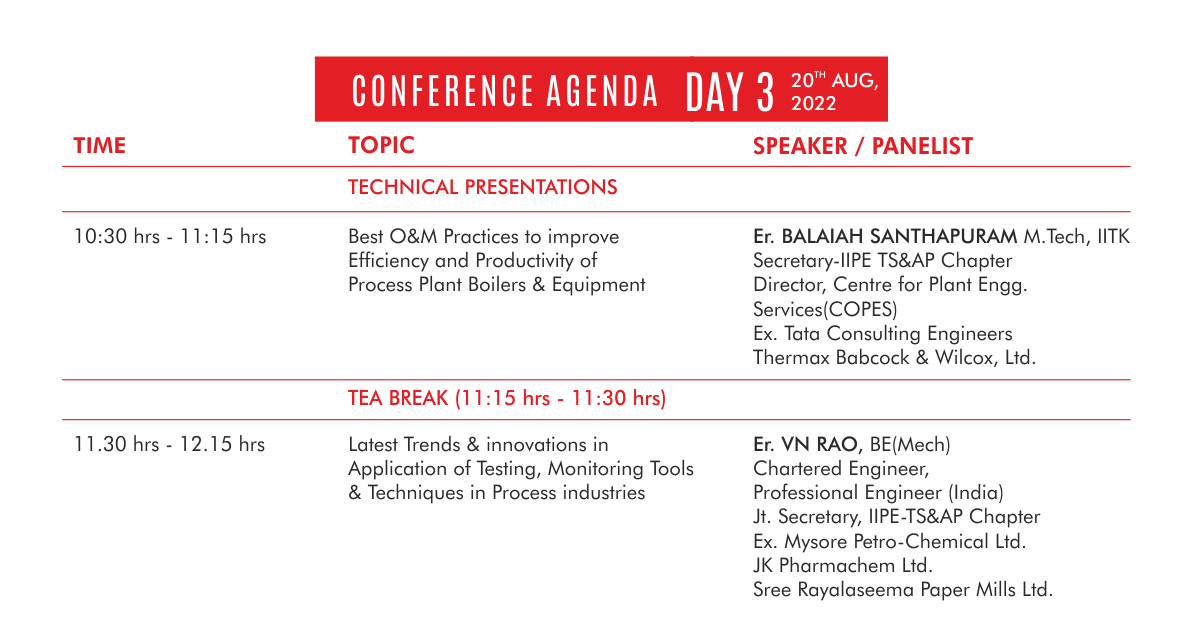 CONFERENCE AGENDA DAY 3 20TH AUG, 2022
TIME TOPIC SPEAKER / PANELIST
TECHNICAL PRESENTATIONS
10:30 hrs - 11:15 hrs
Best O&M Practices to improve
Efficiency and Productivity of
Process Plant Boilers & Equipment
Er. BALAIAH SANTHAPURAM M.Tech, IITK
Secretary-IIPE TS&AP Chapter
Director, Centre for Plant Engg.
Services(COPES)
Ex. Tata Consulting Engineers
Thermax Babcock & Wilcox, Ltd.
TEA BREAK (11:15 hrs - 11:30 hrs)
11.30 hrs - 12.15 hrs
Latest Trends & innovations in
Application of Testing, Monitoring Tools
& Techniques in Process industries
Er. VN RAO, BE(Mech)
Chartered Engineer,
Professional Engineer (India)
Jt. Secretary, IIPE-TS&AP Chapter
Ex. Mysore Petro-Chemical Ltd.
JK Pharmachem Ltd.
Sree Rayalaseema Paper Mills Ltd.